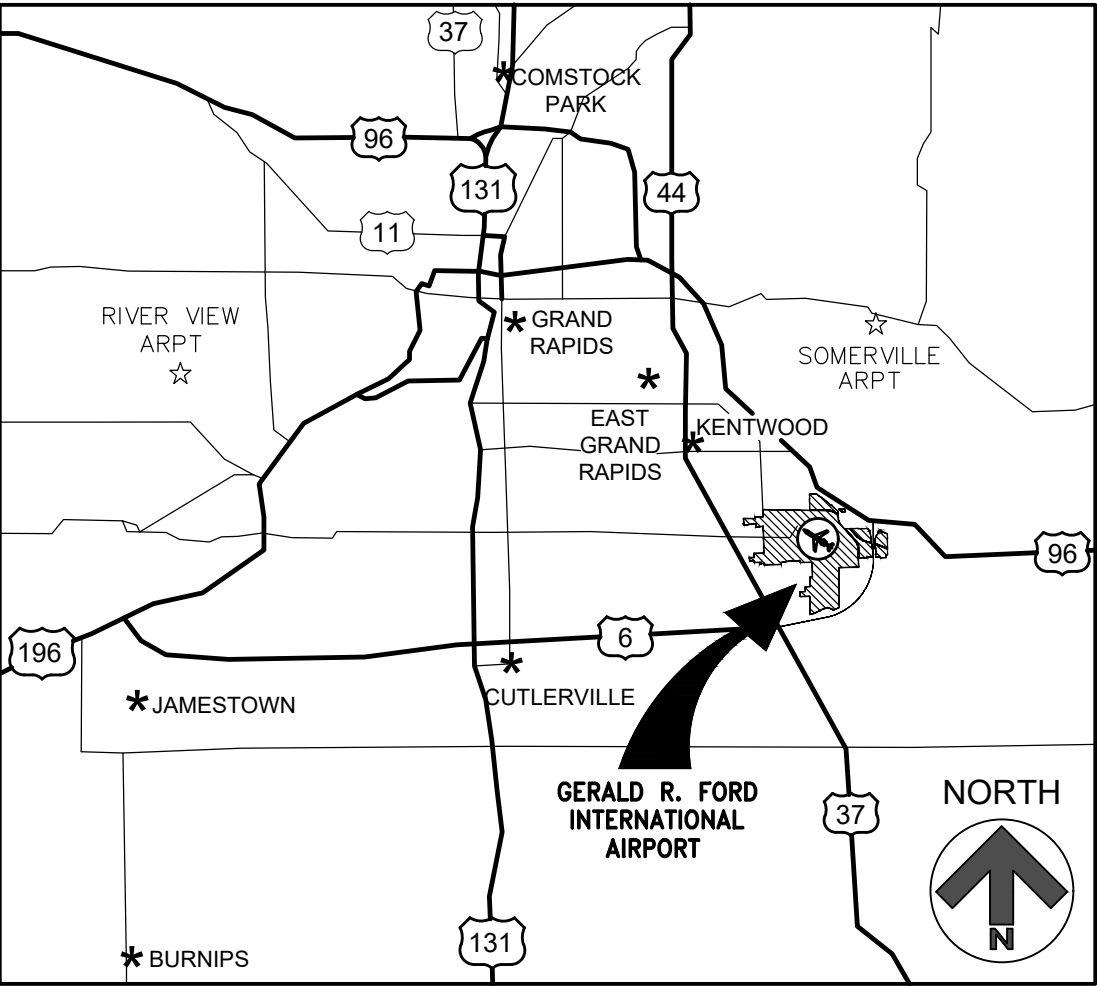 37
COMSTOCK
PARK
96
131
44
11
RIVER VIEW
ARPT
GRAND
RAPIDS
SOMERVILLE
ARPT
EAST
GRAND
RAPIDS
KENTWOOD
96
6
196
JAMESTOWN
CUTLERVILLE
GERALD R. FORD
INTERNATIONAL
AIRPORT
37
NORTH
N
131
BURNIPS